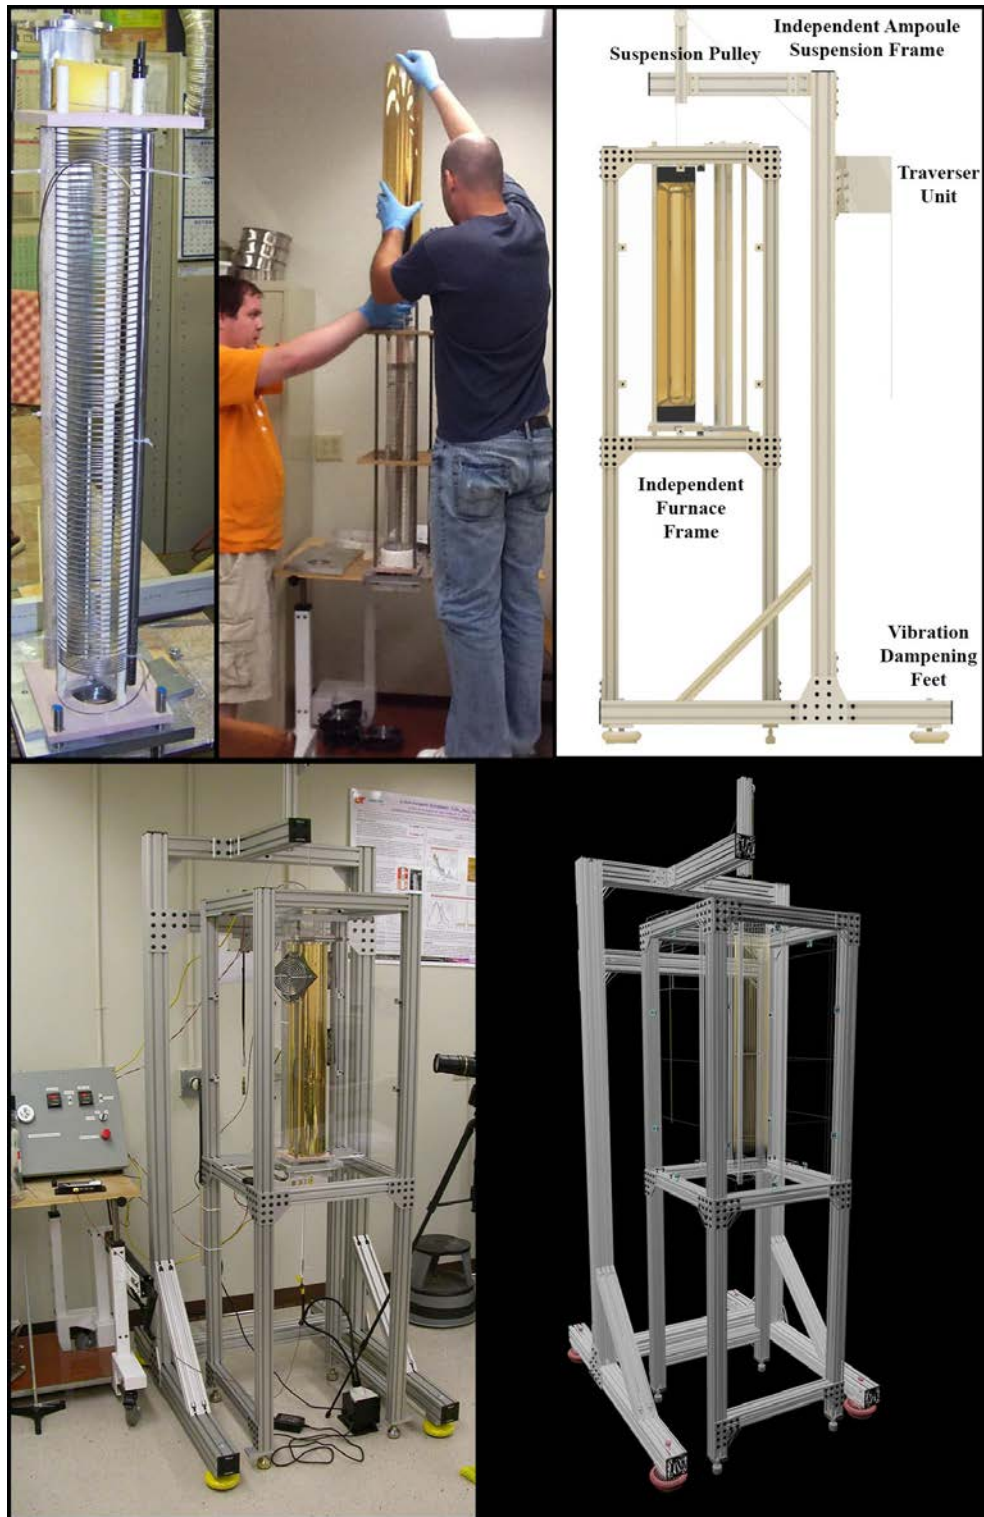 Independent Ampoule
Suspension Frame
Suspension Pulley
Traverser
Unit
Independent
Furnace
Frame
Vibration
Dampening
Feet